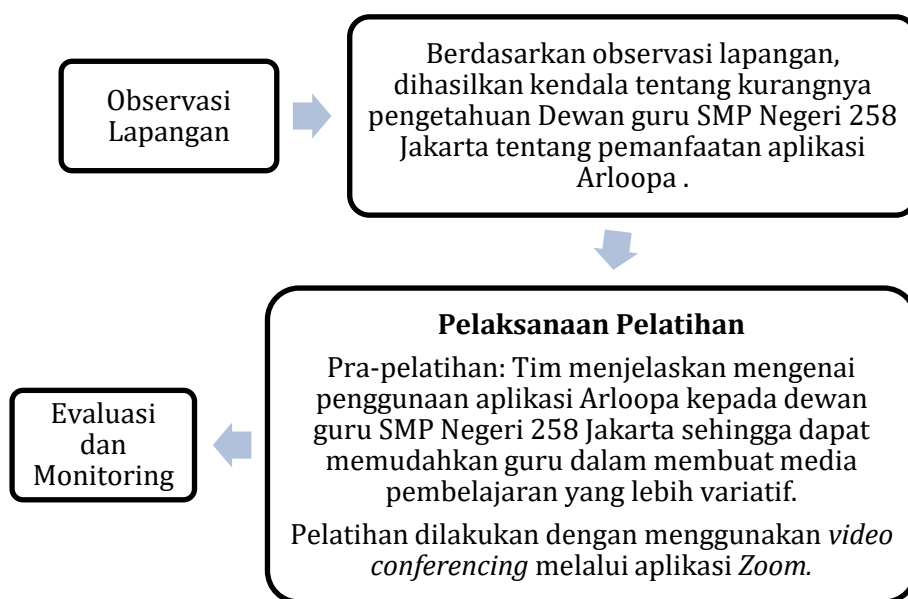 Observasi
Lapangan
Berdasarkan observasi lapangan,
dihasilkan kendala tentang kurangnya
pengetahuan Dewan guru SMP Negeri 258
Jakarta tentang pemanfaatan aplikasi
Arloopa .
Pelaksanaan Pelatihan
Pra-pelatihan: Tim menjelaskan mengenai
penggunaan aplikasi Arloopa kepada dewan
guru SMP Negeri 258 Jakarta sehingga dapat
memudahkan guru dalam membuat media
pembelajaran yang lebih variatif.
Pelatihan dilakukan dengan menggunakan video
conferencing melalui aplikasi Zoom.
Evaluasi
dan
Monitoring